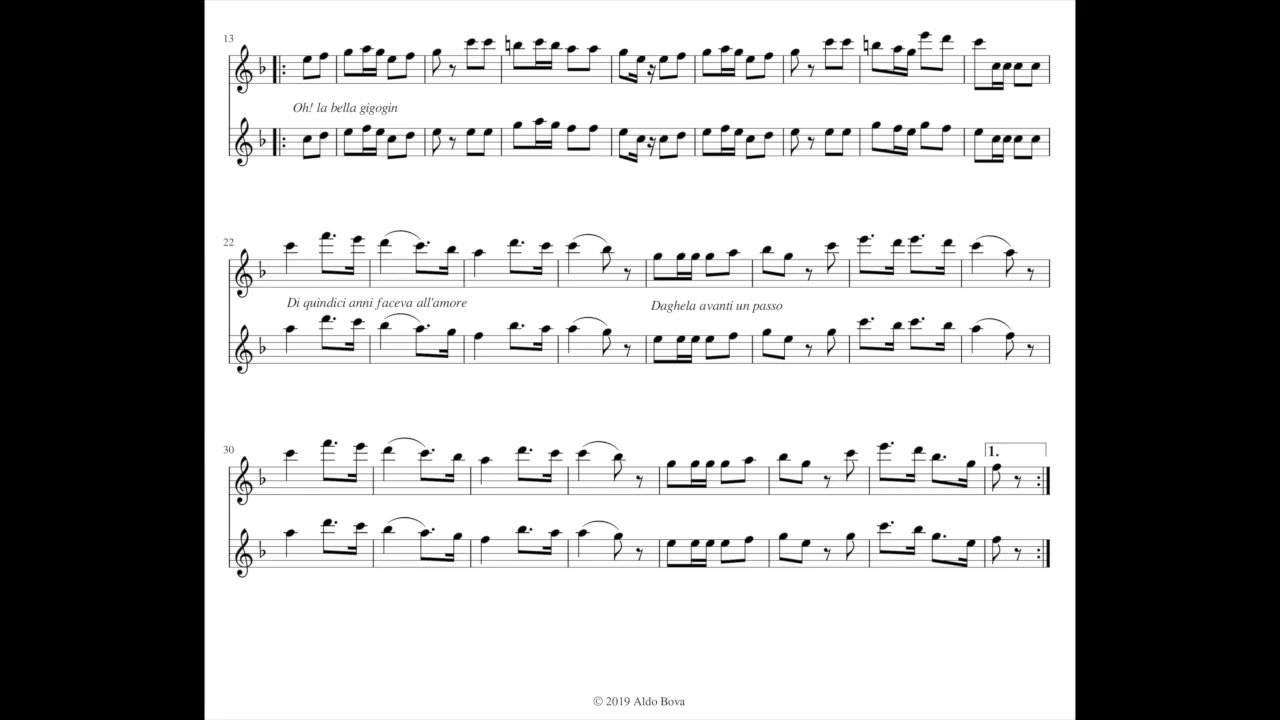 13
Oh! la bella gigogin
22
Di quindici anni faceva all'amore
Daghela avanti un passo
30
1.
© 2019 Aldo Bova